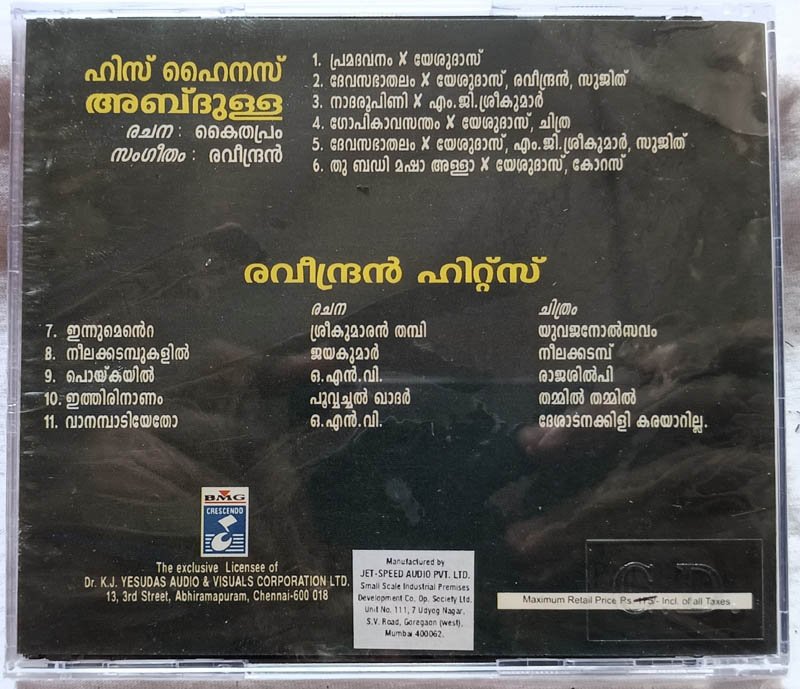 ഹിസ് ഹൈനസ്
അബ്ദുള്ള
രചന : കൈതപ്രം
സംഗീതം : രവീന്ദ്രൻ
1. പ്രമദവനം X യേശുദാസ്
2. ദേവസഭാതലം X യേശുദാസ്, രവീന്ദ്രൻ, സുജിത്
3. നാദരൂപിണി X എം.ജി.ശ്രീകുമാർ
4. ഗോപികാവസന്തം X യേശുദാസ്, ചിത്ര
5. ദേവസഭാതലം X യേശുദാസ്, എം.ജി.ശ്രീകുമാർ, സുജിത്
6. തു ബഡി മഷാ അള്ളാ X യേശുദാസ്, കോറസ്
രവീന്ദ്രൻ ഹിറ്റ്സ്
രചന ചിത്രം
7. ഇന്നുമെൻെറ ശ്രീകുമാരൻ തമ്പി യുവജനോൽസവം
8. നീലക്കടമ്പുകളിൽ ജയകുമാർ നീലക്കടമ്പ്
9. പൊയ്കയിൽ ഒ.എൻ.വി. രാജശിൽപി
10. ഇത്തിരിനാണം പൂവ്വച്ചൽ ഖാദർ തമ്മിൽ തമ്മിൽ
11. വാനമ്പാടിയേതോ ഒ.എൻ.വി. ദേശാടനക്കിളി കരയാറില്ല.
BMG
CRESCENDO
The exclusive Licensee of
Dr. K.J. YESUDAS AUDIO & VISUALS CORPORATION LTD.
13, 3rd Street, Abhiramapuram, Chennai-600 018
Manufactured by
JET-SPEED AUDIO PVT. LTD.
Small Scale Industrial Premises
Development Co. Op. Society Ltd.
Unit No. 111, 7 Udyog Nagar,
S.V. Road, Goregaon (west),
Mumbai 400062.
C.D.
Maximum Retail Price Rs. 175/- Incl. of all Taxes